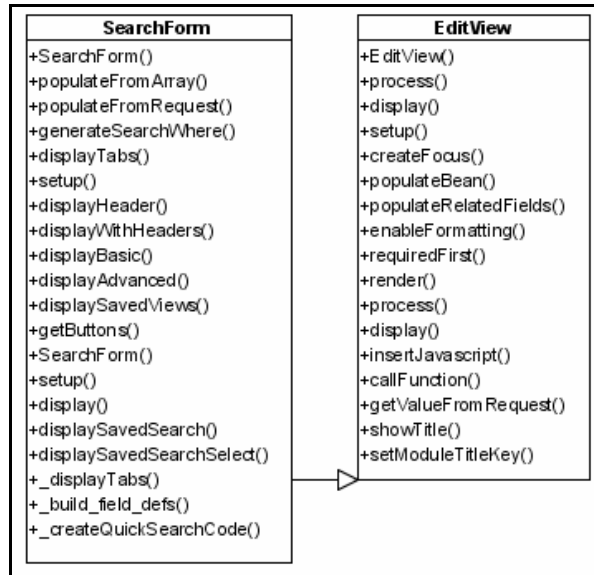 SearchForm
+SearchForm()
+populateFromArray()
+populateFromRequest()
+generateSearchWhere()
+displayTabs()
+setup()
+displayHeader()
+displayWithHeaders()
+displayBasic()
+displayAdvanced()
+displaySavedViews()
+getButtons()
+SearchForm()
+setup()
+display()
+displaySavedSearch()
+displaySavedSearchSelect()
+_displayTabs()
+_build_field_defs()
+_createQuickSearchCode()
EditView
+EditView()
+process()
+display()
+setup()
+createFocus()
+populateBean()
+populateRelatedFields()
+enableFormatting()
+requiredFirst()
+render()
+process()
+display()
+insertJavascript()
+callFunction()
+getValueFromRequest()
+showTitle()
+setModuleTitleKey()